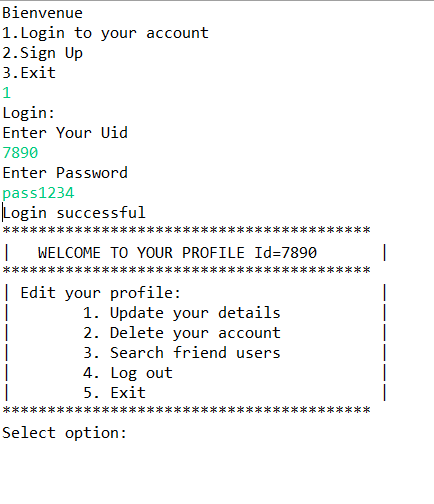 Bienvenue
1.Login to your account
2.Sign Up
3.Exit
1
Login:
Enter Your Uid
7890
Enter Password
pass1234
Login successful
*****************************************
|   WELCOME TO YOUR PROFILE Id=7890       |
*****************************************
| Edit your profile:                      |
|        1. Update your details           |
|        2. Delete your account           |
|        3. Search friend users           |
|        4. Log out                       |
|        5. Exit                          |
*****************************************
Select option: